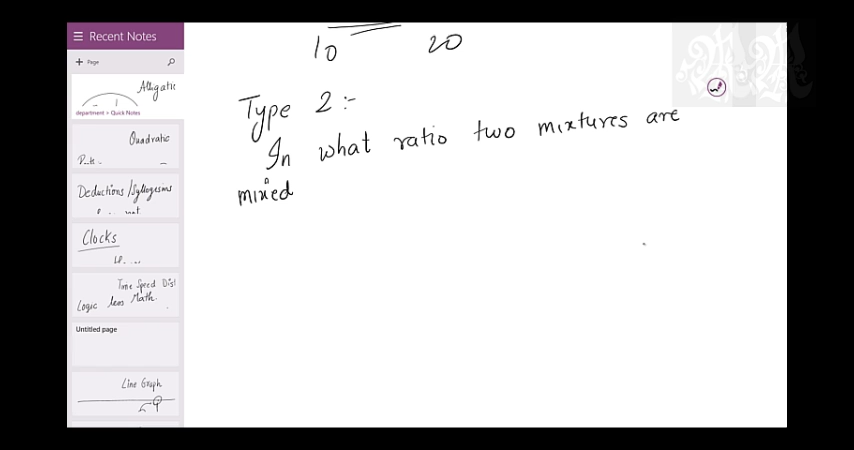 Recent Notes
10 20
Page
Alligatio
department > Quick Notes
Type 2 :-
In what ratio two mixtures are
mixed
Quadratic
Deductions/Syllogisms
Clocks
Time Speed Dist
Logic less Math.
Untitled page
Line Graph